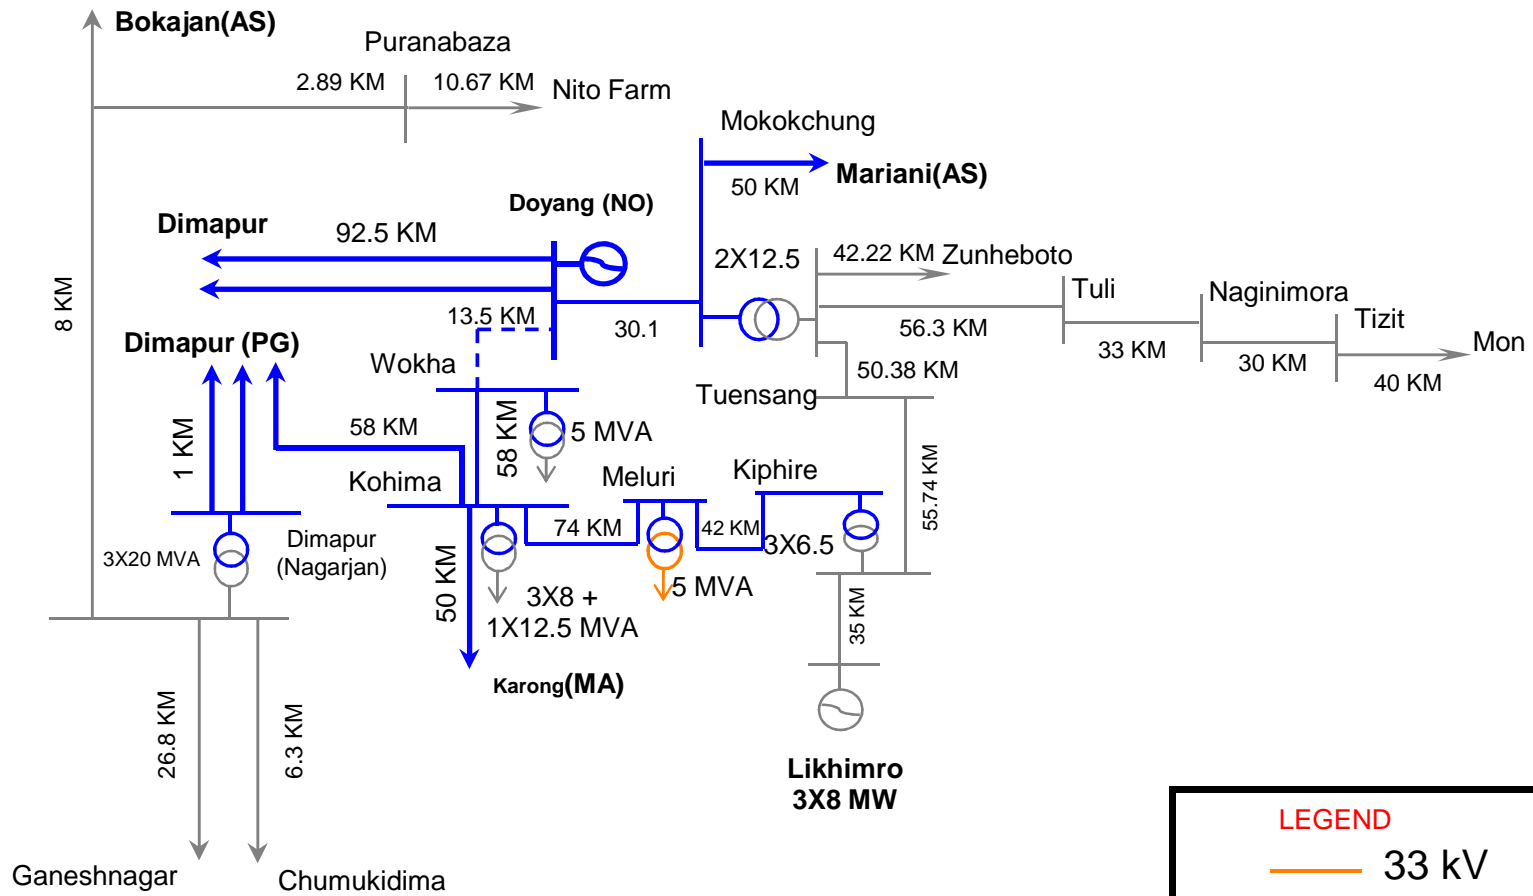 Bokajan(AS)
Puranabaza
2.89 KM
10.67 KM
Nito Farm
Mokokchung
Mariani(AS)
50 KM
Doyang (NO)
Dimapur
92.5 KM
2X12.5
42.22 KM
Zunheboto
8 KM
Tuli
Naginimora
Tizit
13.5 KM
30.1
56.3 KM
33 KM
30 KM
Mon
40 KM
Dimapur (PG)
Wokha
50.38 KM
Tuensang
1 KM
58 KM
58 KM
5 MVA
Kohima
Meluri
Kiphire
55.74 KM
74 KM
42 KM
3X6.5
3X20 MVA
Dimapur
(Nagarjan)
50 KM
3X8 +
1X12.5 MVA
5 MVA
35 KM
Karong(MA)
26.8 KM
6.3 KM
Likhimro
3X8 MW
LEGEND
33 kV
Ganeshnagar
Chumukidima